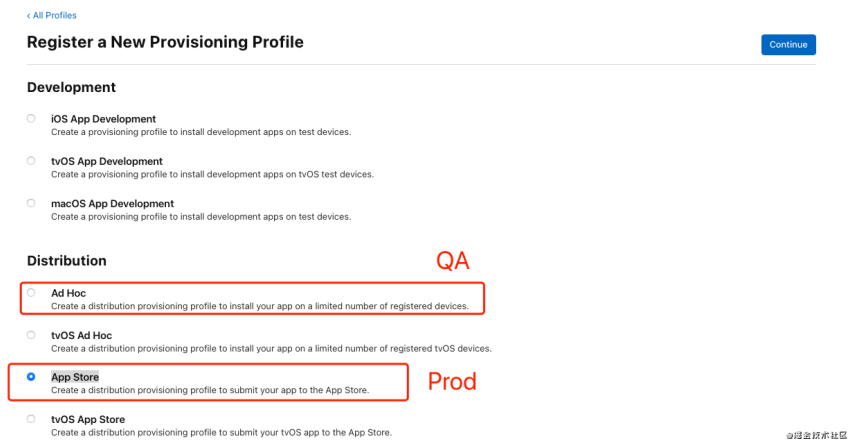 ‹ All Profiles
Register a New Provisioning Profile
Continue
Development
iOS App Development
Create a provisioning profile to install development apps on test devices.
tvOS App Development
Create a provisioning profile to install development apps on tvOS test devices.
macOS App Development
Create a provisioning profile to install development apps on test devices.
Distribution
QA
Ad Hoc
Create a distribution provisioning profile to install your app on a limited number of registered devices.
tvOS Ad Hoc
Create a distribution provisioning profile to install your app on a limited number of registered tvOS devices.
App Store
Create a distribution provisioning profile to submit your app to the App Store.
Prod
tvOS App Store
Create a distribution provisioning profile to submit your tvOS app to the App Store.
@掘金技术社区